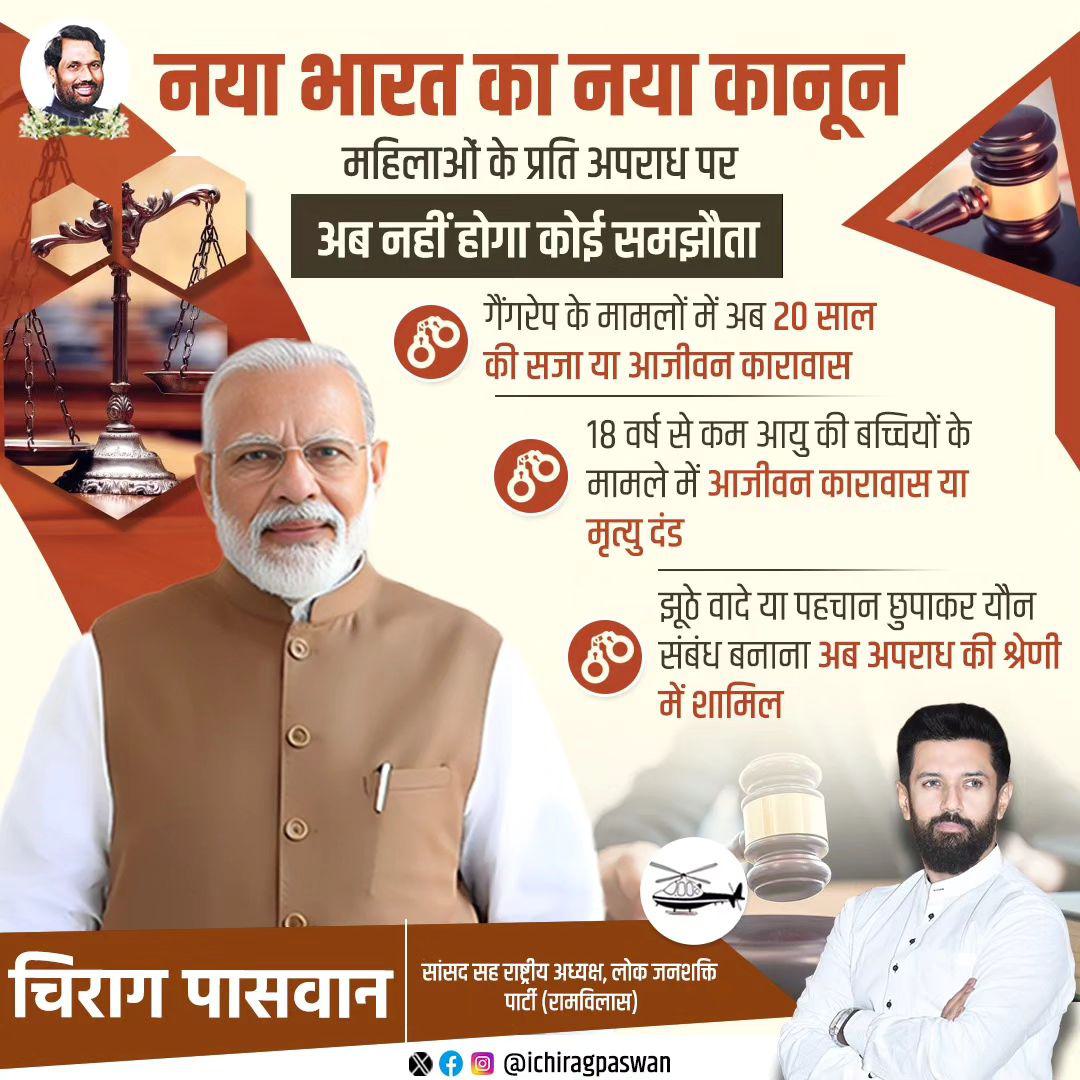 नया भारत का नया कानून
महिलाओं के प्रति अपराध पर
अब नहीं होगा कोई समझौता
गैंगरेप के मामलों में अब 20 साल
की सजा या आजीवन कारावास
18 वर्ष से कम आयु की बच्चियों के
मामले में आजीवन कारावास या
मृत्यु दंड
झूठे वादे या पहचान छुपाकर यौन
संबंध बनाना अब अपराध की श्रेणी
में शामिल
चिराग पासवान
सांसद सह राष्ट्रीय अध्यक्ष, लोक जनशक्ति
पार्टी (रामविलास)
@ichiragpaswan